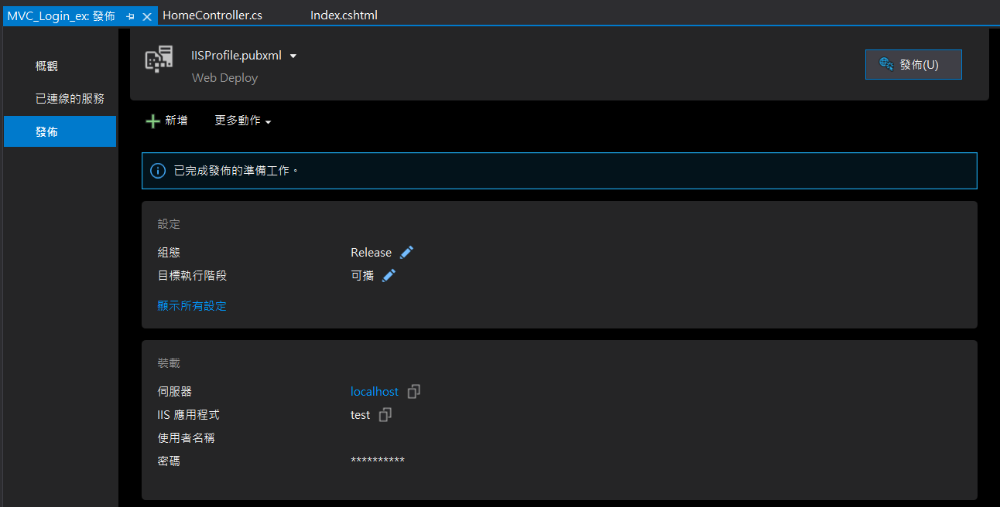 MVC_Login_ex: 發佈 HomeController.cs Index.cshtml
概觀
已連線的服務
發佈
IISProfile.pubxml
Web Deploy
發佈(U)
新增 更多動作
已完成發佈的準備工作。
設定
組態 Release
目標執行階段 可攜
顯示所有設定
裝載
伺服器 localhost
IIS 應用程式 test
使用者名稱
密碼 **********